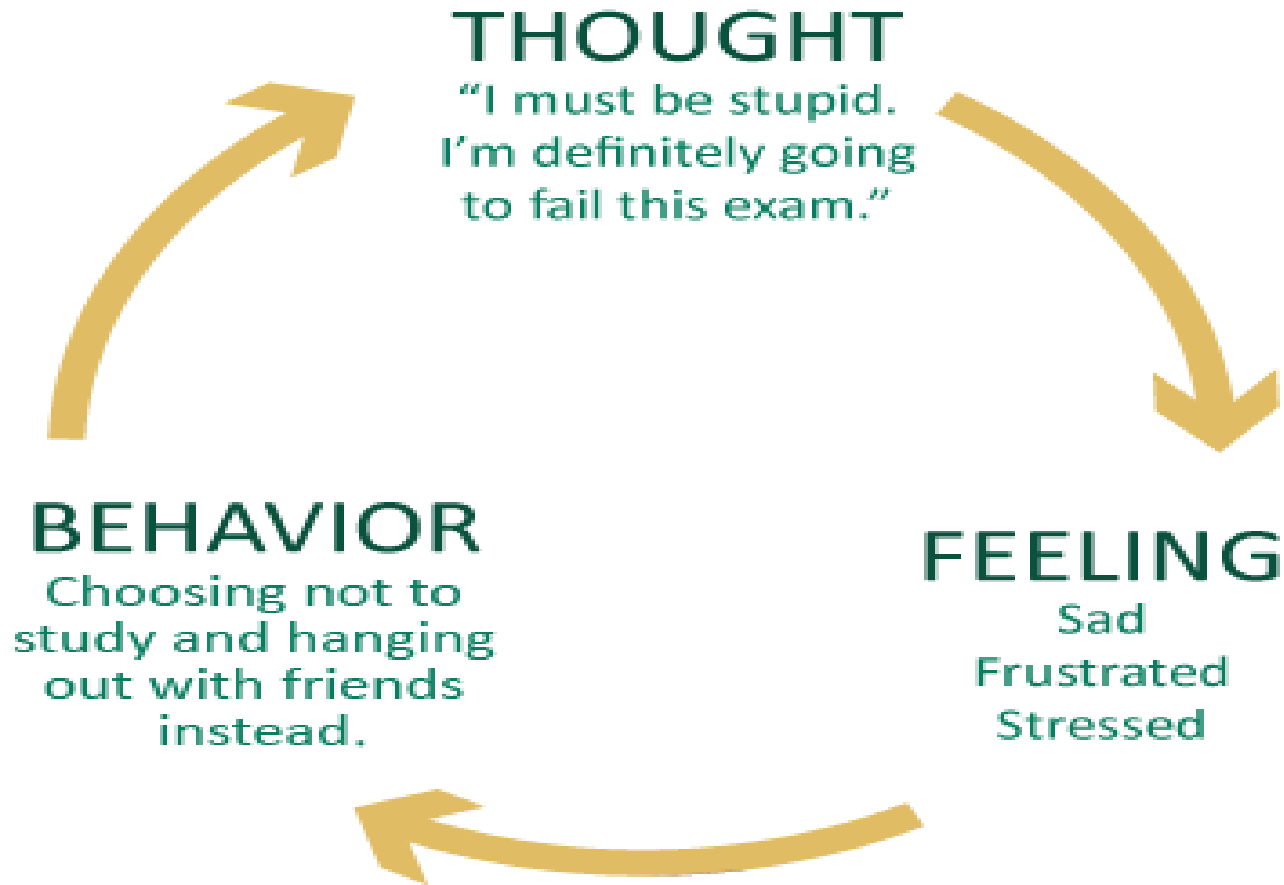 THOUGHT
“I must be stupid.
I’m definitely going
to fail this exam.”
FEELING
Sad
Frustrated
Stressed
BEHAVIOR
Choosing not to
study and hanging
out with friends
instead.